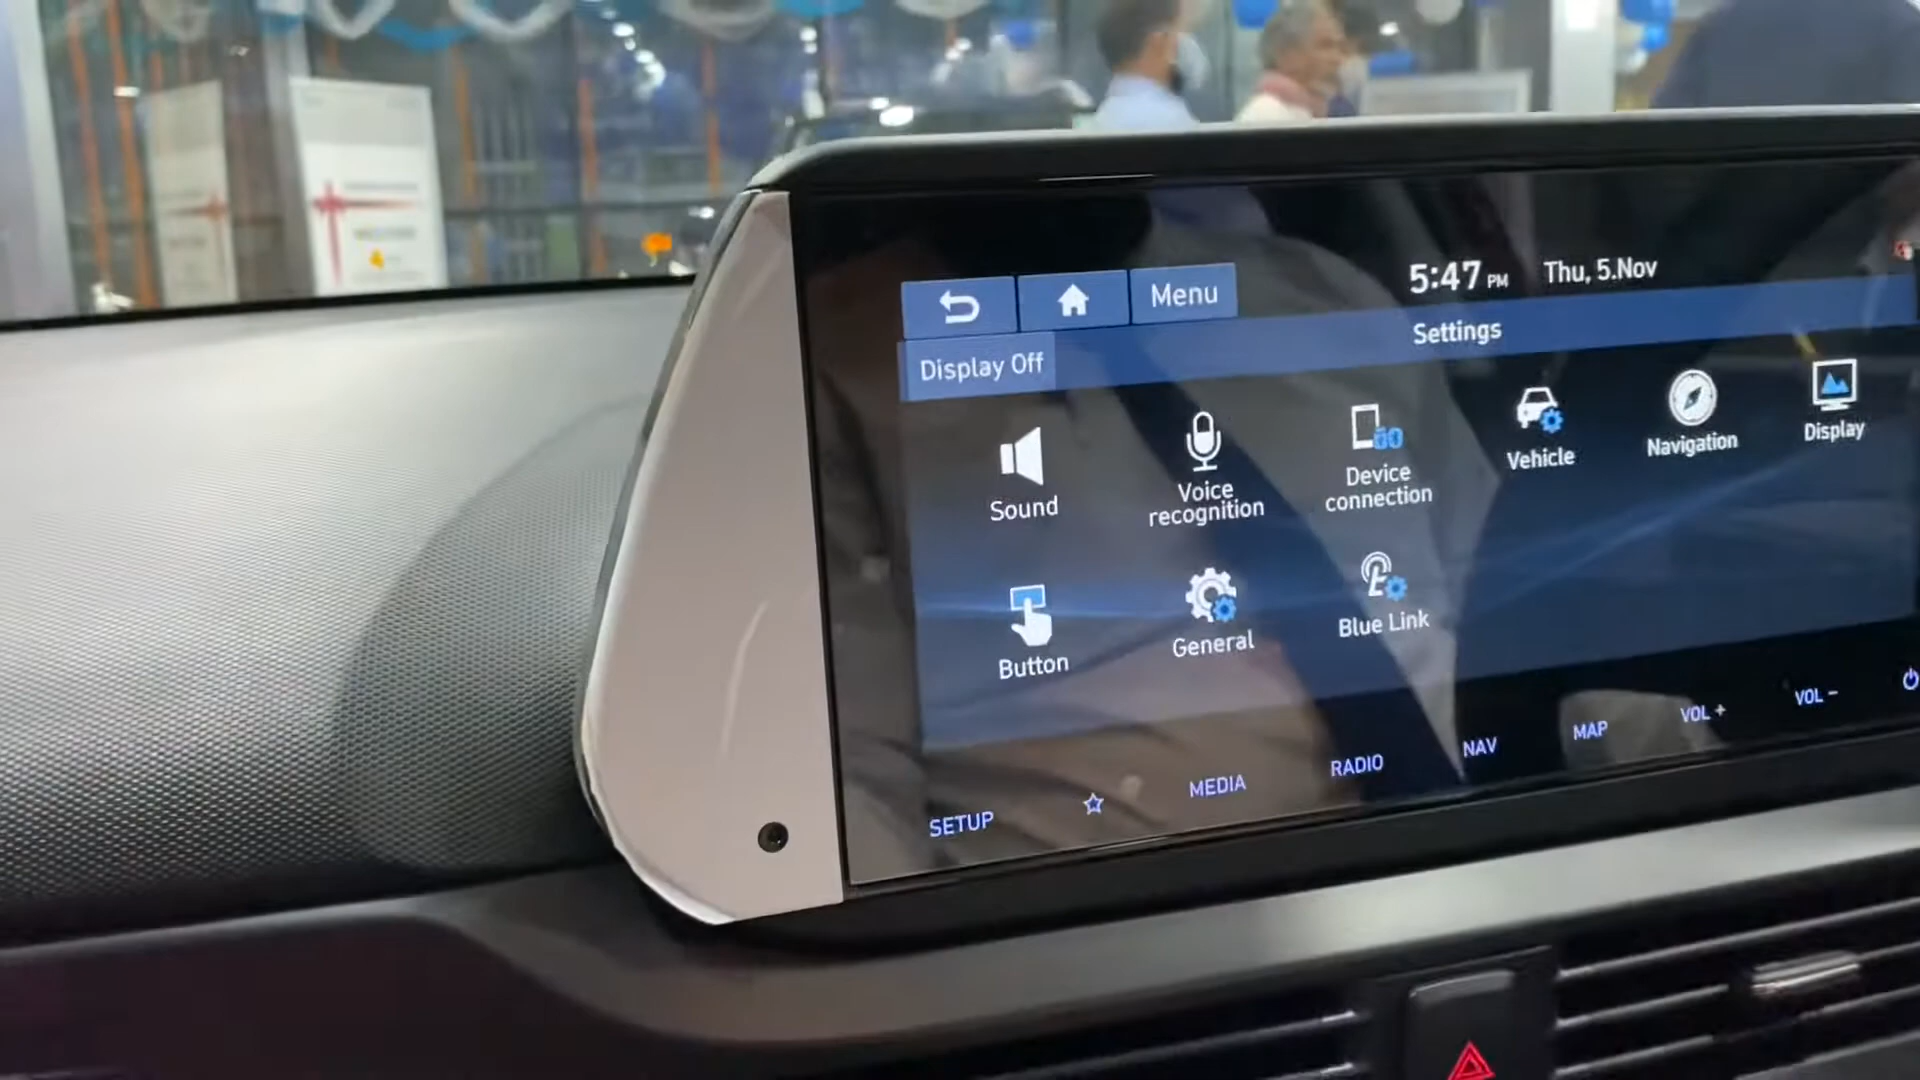 Menu
5:47 PM
Thu, 5.Nov
Display Off
Settings
Sound
Voice
recognition
Device
connection
Vehicle
Navigation
Display
Button
General
Blue Link
SETUP
MEDIA
RADIO
NAV
MAP
VOL +
VOL -